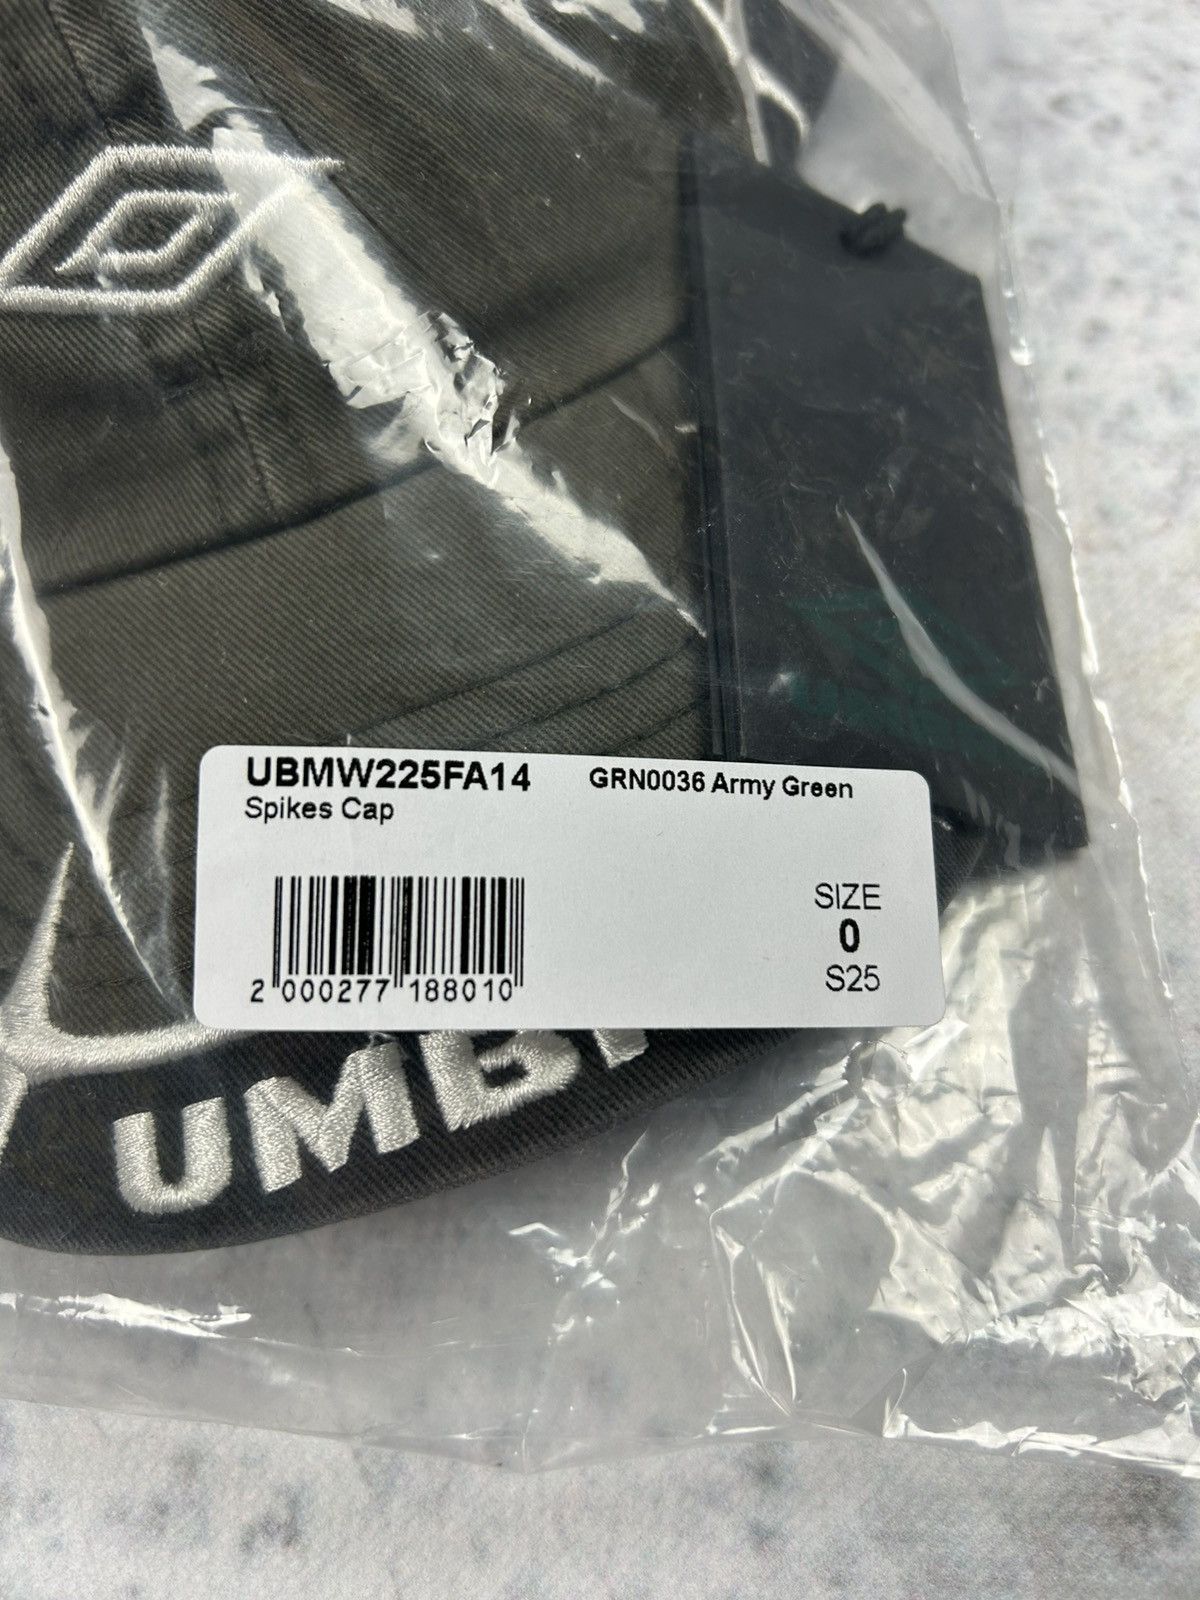 UBMW225FA14 GRN0036 Army Green
Spikes Cap
SIZE
0
S25
2 000277 188010
UMB